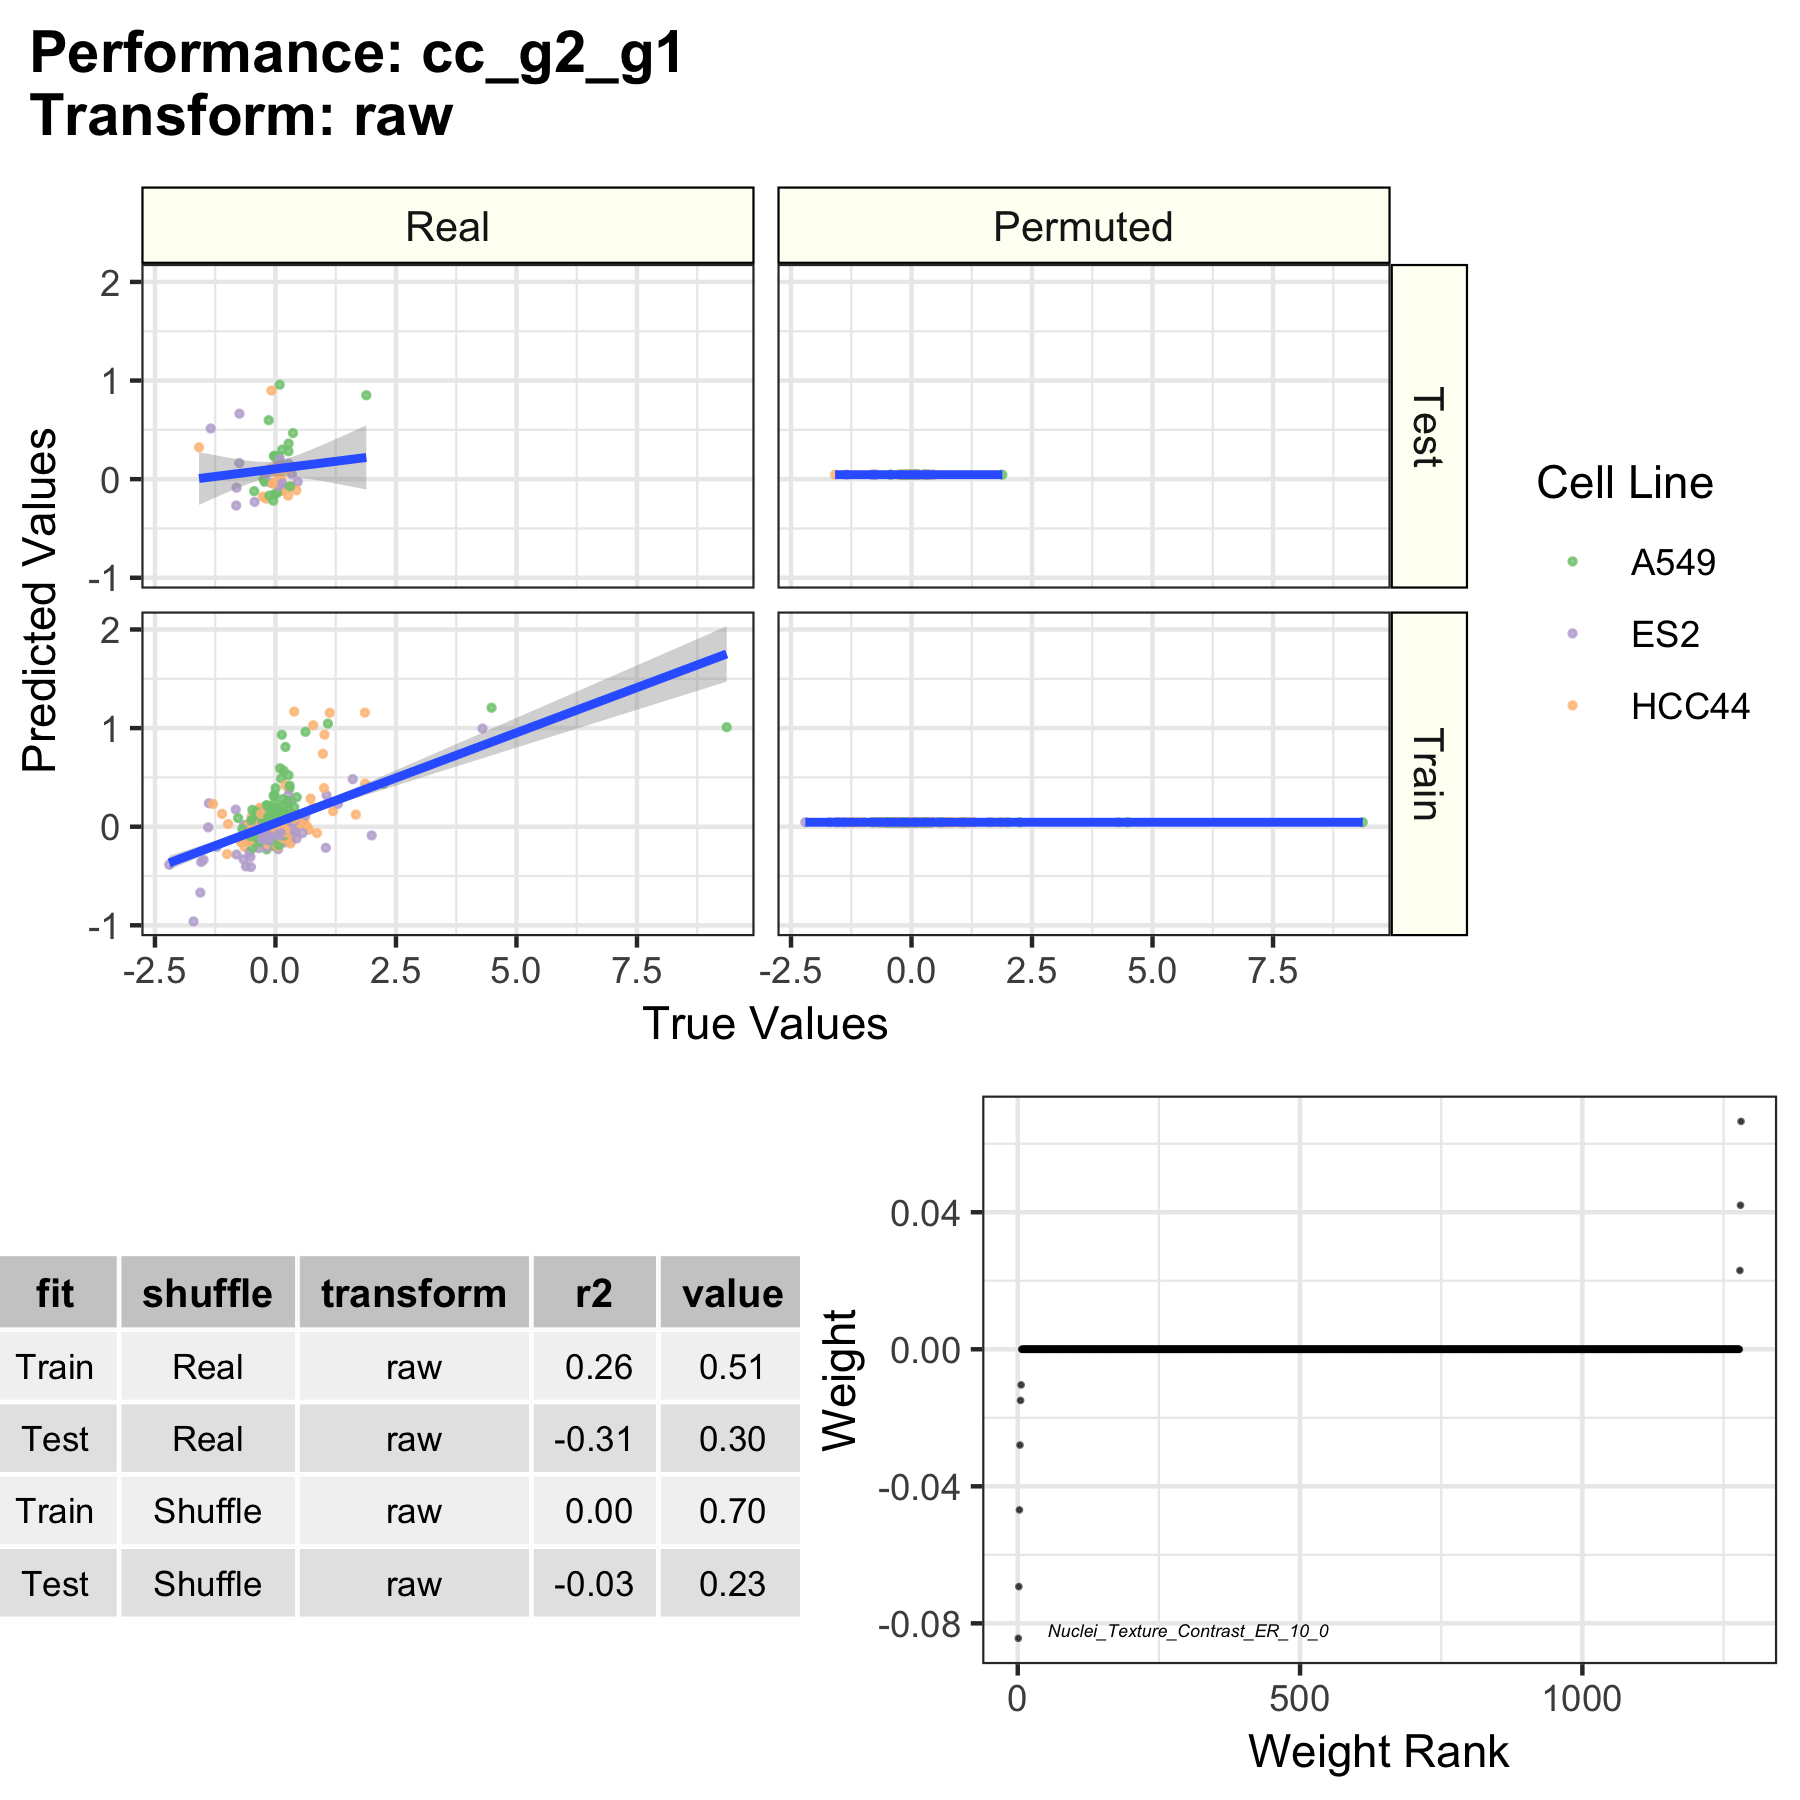 Performance: cc_g2_g1
Transform: raw
Real
Permuted
2
1
0
-1
Test
2
1
0
-1
Train
Predicted Values
-2.5 0.0 2.5 5.0 7.5
-2.5 0.0 2.5 5.0 7.5
True Values
Cell Line
A549
ES2
HCC44
fit shuffle transform r2 value
Train Real raw 0.26 0.51
Test Real raw -0.31 0.30
Train Shuffle raw 0.00 0.70
Test Shuffle raw -0.03 0.23
Weight
0.04
0.00
-0.04
-0.08
Nuclei_Texture_Contrast_ER_10_0
0 500 1000
Weight Rank